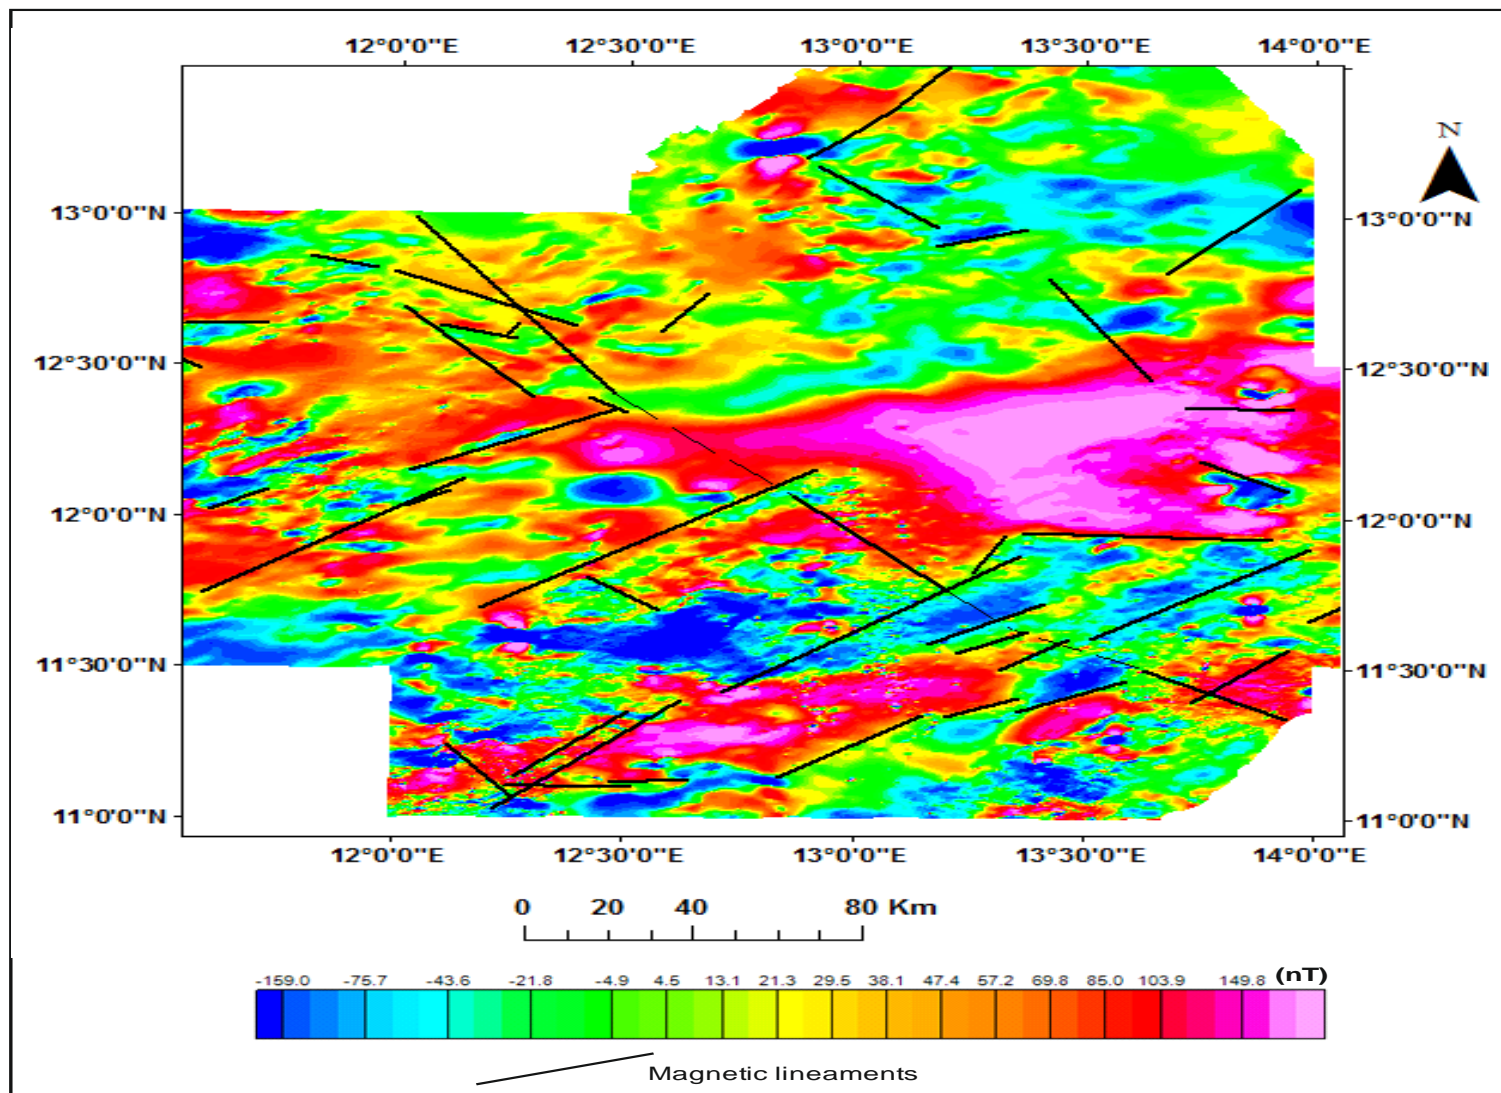 12°0'0"E 12°30'0"E 13°0'0"E 13°30'0"E 14°0'0"E
N
13°0'0"N 13°0'0"N
12°30'0"N 12°30'0"N
12°0'0"N 12°0'0"N
11°30'0"N 11°30'0"N
11°0'0"N 11°0'0"N
12°0'0"E 12°30'0"E 13°0'0"E 13°30'0"E 14°0'0"E
0 20 40 80 Km
-159.0 -75.7 -43.6 -21.8 -4.9 4.5 13.1 21.3 29.5 38.1 47.4 57.2 69.8 85.0 103.9 149.8 (nT)
Magnetic lineaments